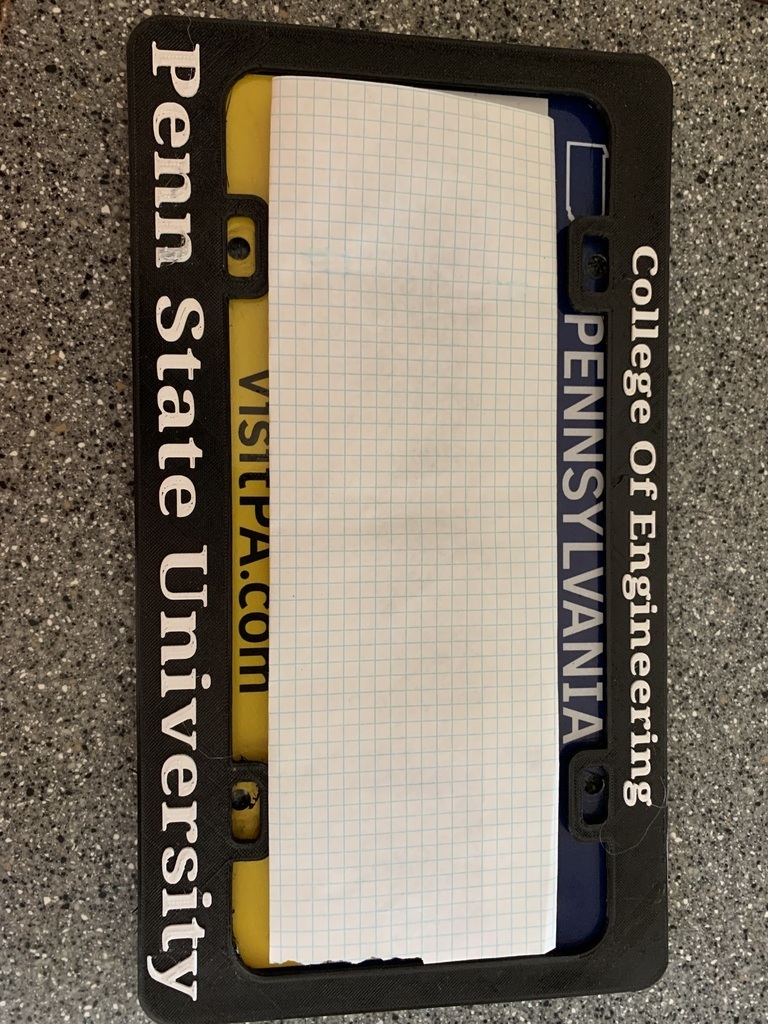 College Of Engineering
PENNSYLVANIA
visitPA.com
Penn State University